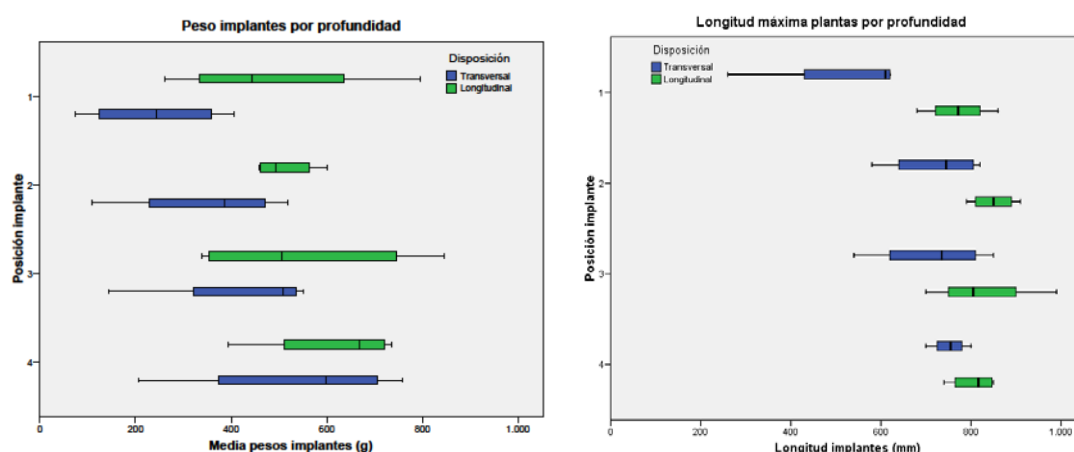 Peso implantes por profundidad
Disposición
Transversal
Longitudinal
Posición implante
1
2
3
4
0
200
400
600
800
1.000
Media pesos implantes (g)
Longitud máxima plantas por profundidad
Disposición
Transversal
Longitudinal
Posición implante
1
2
3
4
0
200
400
600
800
1.000
Longitud implantes (mm)